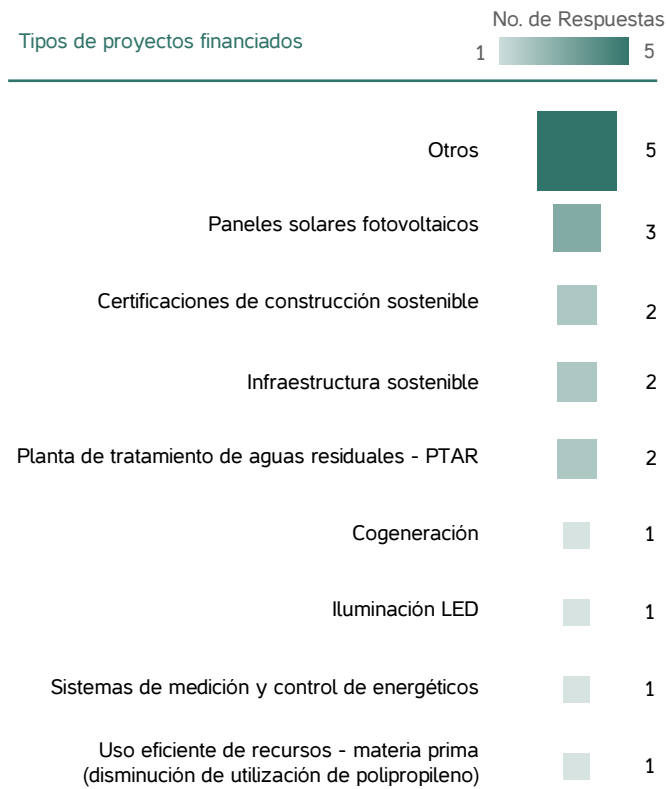 No. de Respuestas
Tipos de proyectos financiados
1 5
Otros 5
Paneles solares fotovoltaicos 3
Certificaciones de construcción sostenible 2
Infraestructura sostenible 2
Planta de tratamiento de aguas residuales - PTAR 2
Cogeneración 1
Iluminación LED 1
Sistemas de medición y control de energéticos 1
Uso eficiente de recursos - materia prima
(disminución de utilización de polipropileno) 1